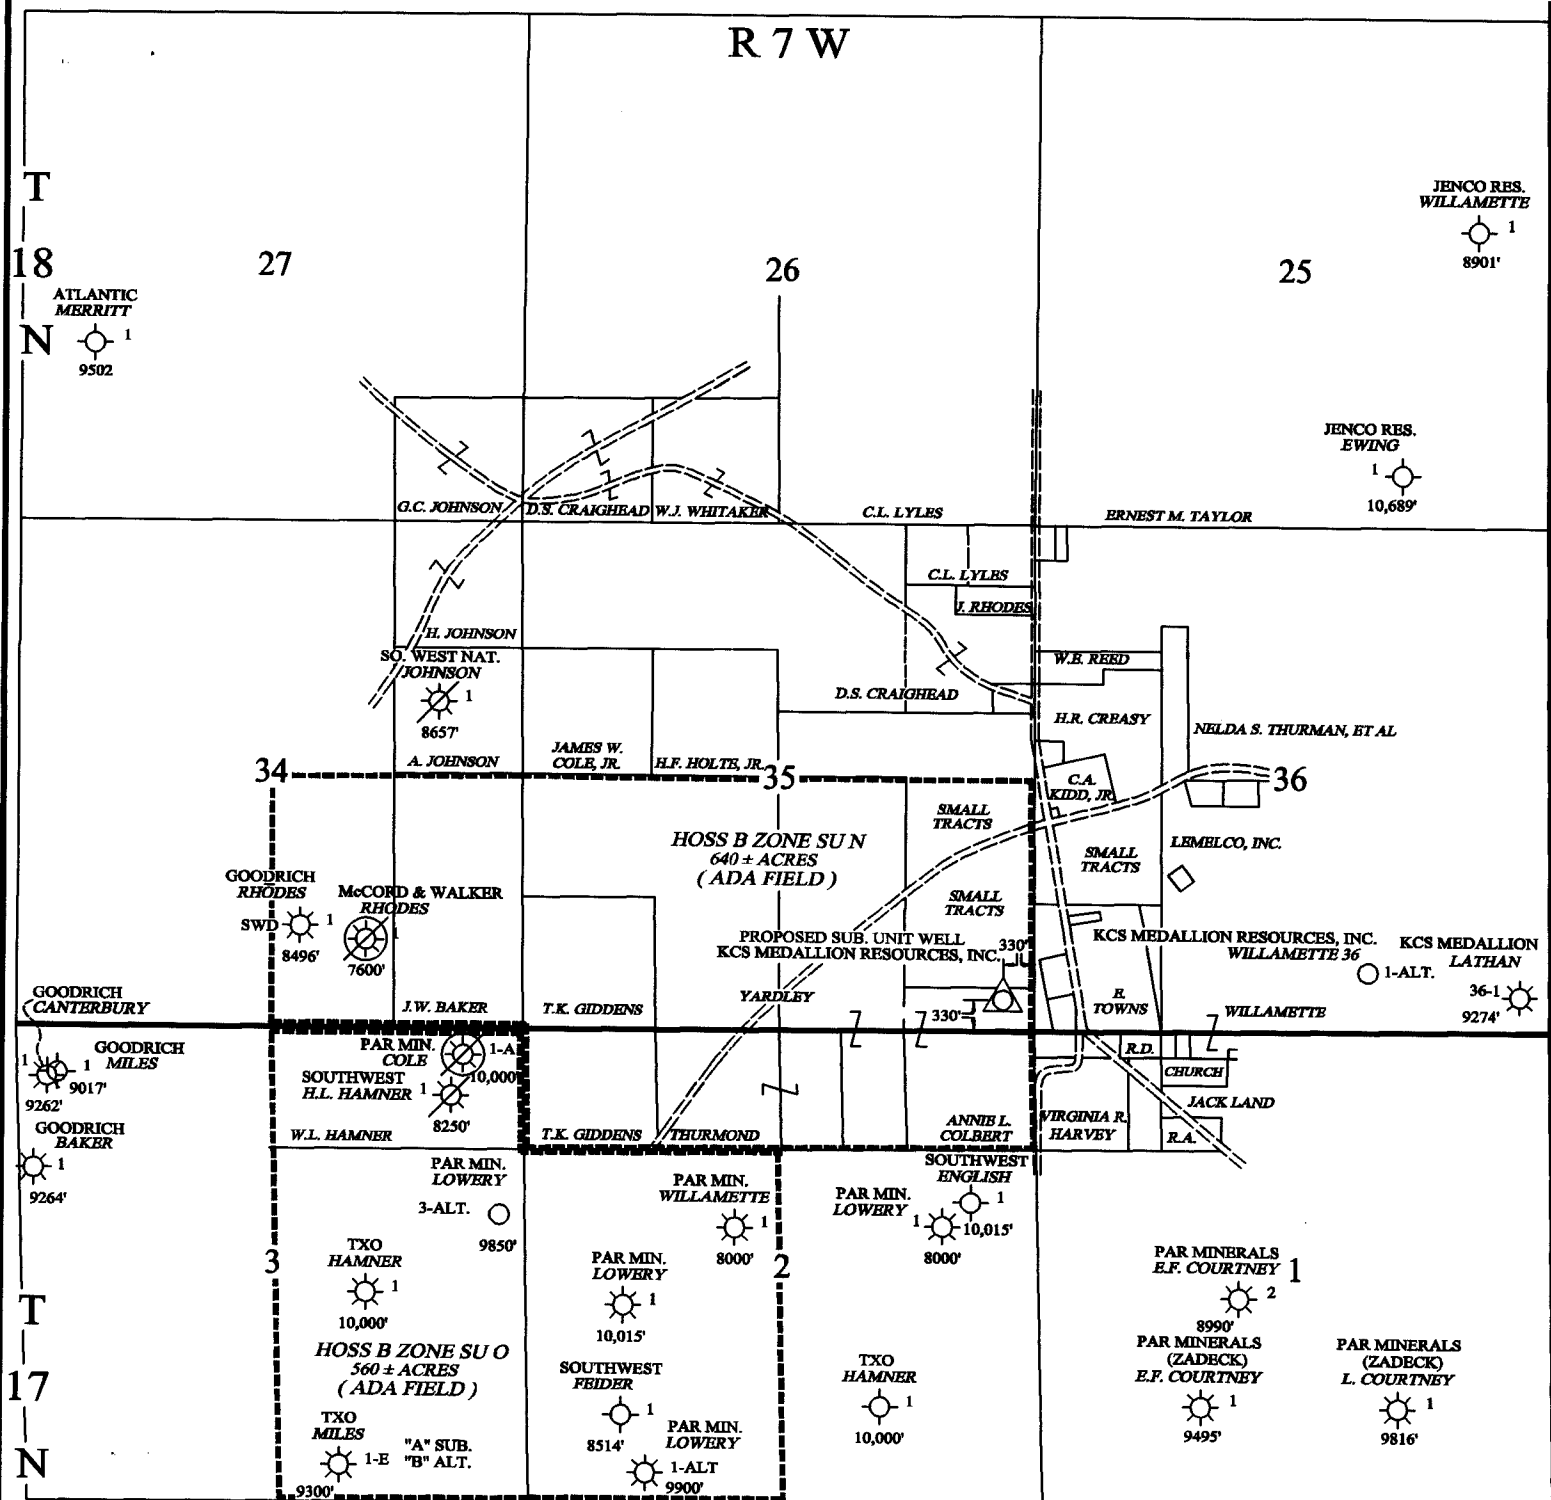 R 7 W
T
18
N
27
26
25
JENCO RES.
WILLAMETTE
1
8901'
ATLANTIC
MERRITT
1
9502
JENCO RES.
EWING
1
10,689'
G.C. JOHNSON
D.S. CRAIGHEAD
W.J. WHITAKER
C.L. LYLES
ERNEST M. TAYLOR
C.L. LYLES
J. RHODES
H. JOHNSON
SO. WEST NAT.
JOHNSON
1
8657'
W.B. REED
D.S. CRAIGHEAD
H.R. CREASY
NELDA S. THURMAN, ET AL
A. JOHNSON
JAMES W.
COLE, JR.
H.F. HOLTE, JR.
34
35
36
C.A.
KIDD, JR.
SMALL
TRACTS
HOSS B ZONE SU N
640 ± ACRES
( ADA FIELD )
SMALL
TRACTS
LEMELCO, INC.
GOODRICH
RHODES
SWD
1
8496'
McCORD & WALKER
RHODES
1
7600'
SMALL
TRACTS
PROPOSED SUB. UNIT WELL
KCS MEDALLION RESOURCES, INC.
330'
330'
KCS MEDALLION RESOURCES, INC.
WILLAMETTE 36
1-ALT.
KCS MEDALLION
LATHAN
36-1
9274'
GOODRICH
CANTERBURY
J.W. BAKER
T.K. GIDDENS
YARDLEY
E.
TOWNS
WILLAMETTE
1
9262'
GOODRICH
MILES
1
9017'
PAR MIN.
COLE
1-A
10,000'
SOUTHWEST
H.L. HAMNER
1
8250'
R.D.
CHURCH
JACK LAND
GOODRICH
BAKER
1
9264'
W.L. HAMNER
T.K. GIDDENS
THURMOND
ANNIE L.
COLBERT
VIRGINIA R.
HARVEY
R.A.
PAR MIN.
LOWERY
3-ALT.
9850'
PAR MIN.
WILLAMETTE
1
8000'
PAR MIN.
LOWERY
1
8000'
SOUTHWEST
ENGLISH
1
10,015'
3
2
1
TXO
HAMNER
1
10,000'
PAR MIN.
LOWERY
1
10,015'
PAR MINERALS
E.F. COURTNEY
2
8990'
T
17
N
HOSS B ZONE SU O
560 ± ACRES
( ADA FIELD )
SOUTHWEST
FEIDER
1
8514'
TXO
HAMNER
1
10,000'
PAR MINERALS
(ZADECK)
E.F. COURTNEY
1
9495'
PAR MINERALS
(ZADECK)
L. COURTNEY
1
9816'
TXO
MILES
1-E
"A" SUB.
"B" ALT.
9300'
PAR MIN.
LOWERY
1-ALT
9900'